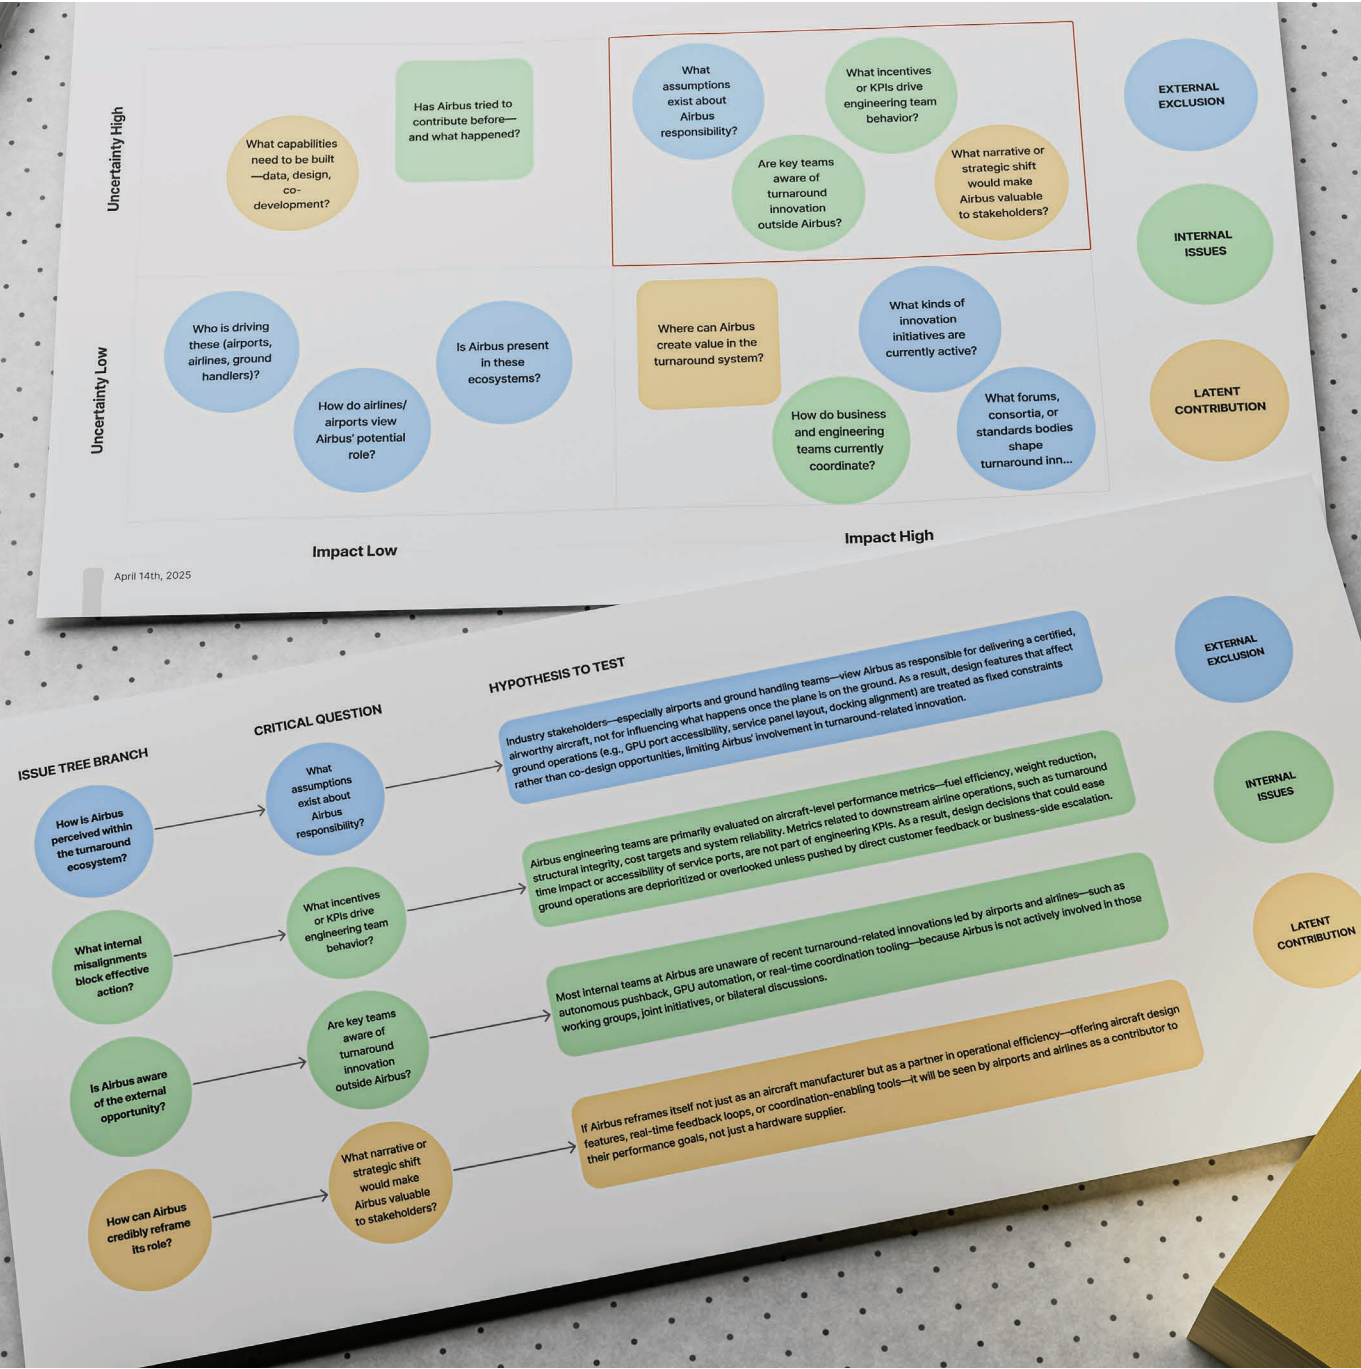 Uncertainty High
What capabilities
need to be built
—data, design,
co-
development?
Has Airbus tried to
contribute before—
and what happened?
What
assumptions
exist about
Airbus
responsibility?
What incentives
or KPIs drive
engineering team
behavior?
Are key teams
aware of
turnaround
innovation
outside Airbus?
What narrative or
strategic shift
would make
Airbus valuable
to stakeholders?
EXTERNAL
EXCLUSION
INTERNAL
ISSUES
LATENT
CONTRIBUTION
Uncertainty Low
Who is driving
these (airports,
airlines, ground
handlers)?
How do airlines/
airports view
Airbus' potential
role?
Is Airbus present
in these
ecosystems?
Where can Airbus
create value in the
turnaround system?
What kinds of
innovation
initiatives are
currently active?
How do business
and engineering
teams currently
coordinate?
What forums,
consortia, or
standards bodies
shape
turnaround inn...
Impact Low
Impact High
April 14th, 2025
ISSUE TREE BRANCH
CRITICAL QUESTION
HYPOTHESIS TO TEST
How is Airbus
perceived within
the turnaround
ecosystem?
What
assumptions
exist about
Airbus
responsibility?
Industry stakeholders—especially airports and ground handling teams—view Airbus as responsible for delivering a certified,
airworthy aircraft, not for influencing what happens once the plane is on the ground. As a result, design features that affect
ground operations (e.g., GPU port accessibility, service panel layout, docking alignment) are treated as fixed constraints
rather than co-design opportunities, limiting Airbus' involvement in turnaround-related innovation.
What internal
misalignments
block effective
action?
What incentives
or KPIs drive
engineering team
behavior?
Airbus engineering teams are primarily evaluated on aircraft-level performance metrics—fuel efficiency, weight reduction,
structural integrity, cost targets and system reliability. Metrics related to downstream airline operations, such as turnaround
time impact or accessibility of service ports, are not part of engineering KPIs. As a result, design decisions that could ease
ground operations are deprioritized or overlooked unless pushed by direct customer feedback or business-side escalation.
Is Airbus aware
of the external
opportunity?
Are key teams
aware of
turnaround
innovation
outside Airbus?
Most internal teams at Airbus are unaware of recent turnaround-related innovations led by airports and airlines—such as
autonomous pushback, GPU automation, or real-time coordination tooling—because Airbus is not actively involved in those
working groups, joint initiatives, or bilateral discussions.
How can Airbus
credibly reframe
its role?
What narrative or
strategic shift
would make
Airbus valuable
to stakeholders?
If Airbus reframes itself not just as an aircraft manufacturer but as a partner in operational efficiency—offering aircraft design
features, real-time feedback loops, or coordination-enabling tools—it will be seen by airports and airlines as a contributor to
their performance goals, not just a hardware supplier.
EXTERNAL
EXCLUSION
INTERNAL
ISSUES
LATENT
CONTRIBUTION